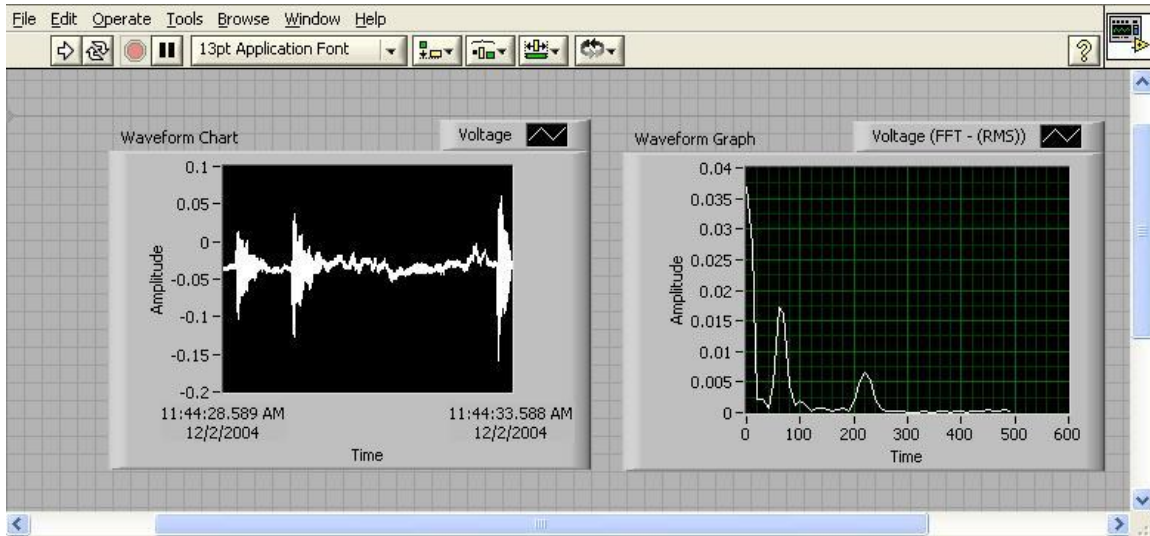 File Edit Operate Tools Browse Window Help
13pt Application Font
?
Waveform Chart
Voltage
0.1
0.05
0
-0.05
-0.1
-0.15
-0.2
Amplitude
11:44:28.589 AM
12/2/2004
11:44:33.588 AM
12/2/2004
Time
Waveform Graph
Voltage (FFT - (RMS))
0.04
0.035
0.03
0.025
0.02
0.015
0.01
0.005
0
Amplitude
0 100 200 300 400 500 600
Time